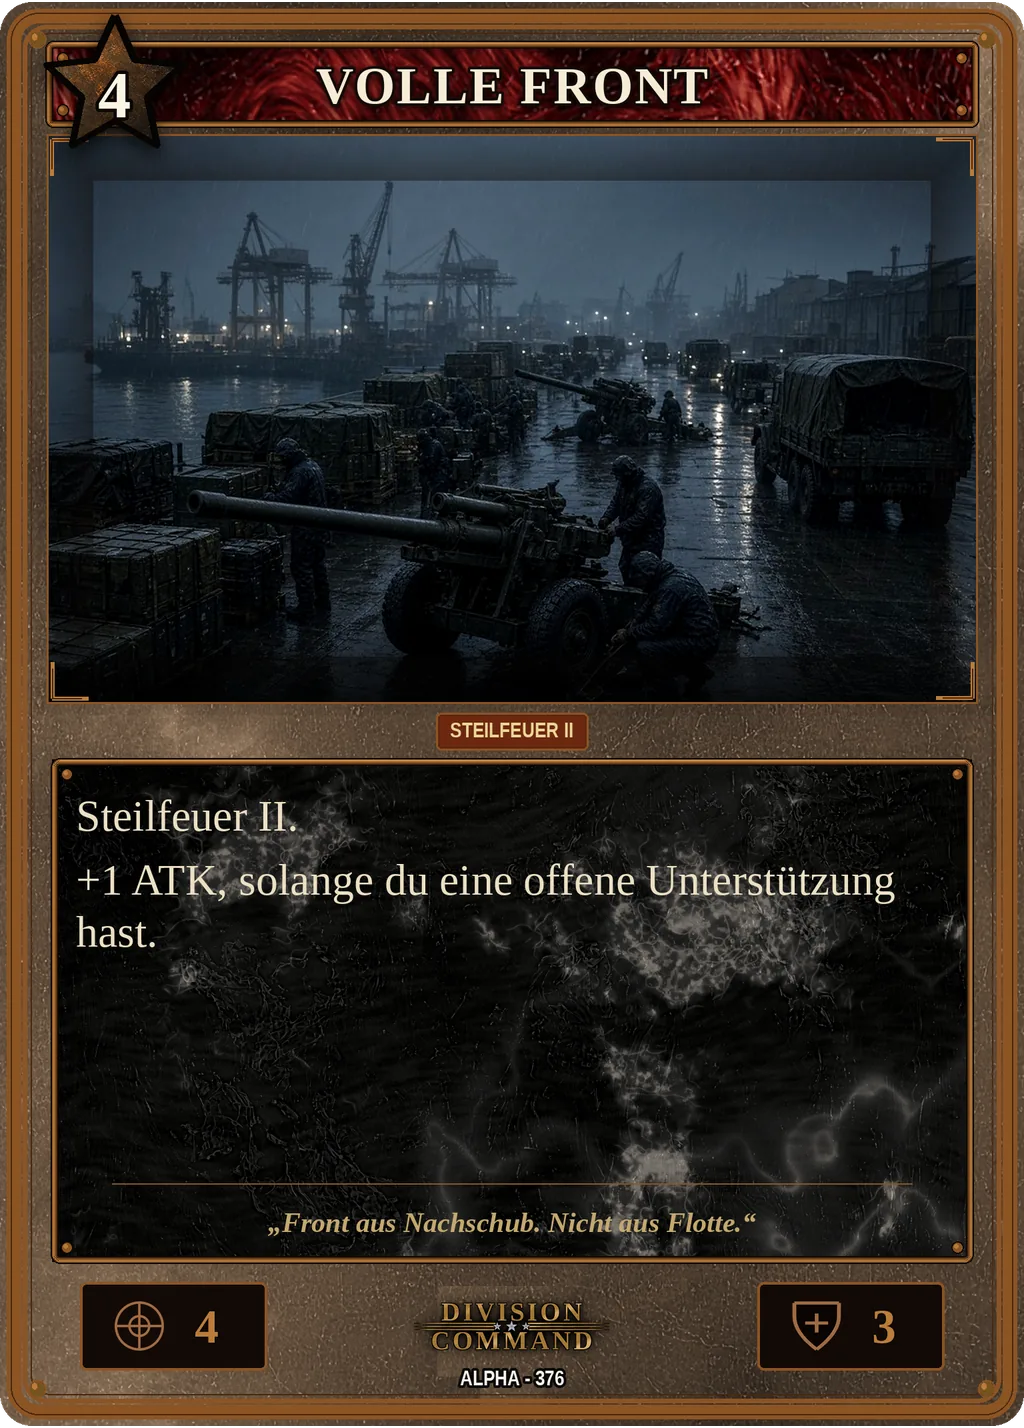 4
VOLLE FRONT
STEILFEUER II
Steilfeuer II.
+1 ATK, solange du eine offene Unterstützung
hast.
„Front aus Nachschub. Nicht aus Flotte.“
4
DIVISION
COMMAND
3
ALPHA - 376